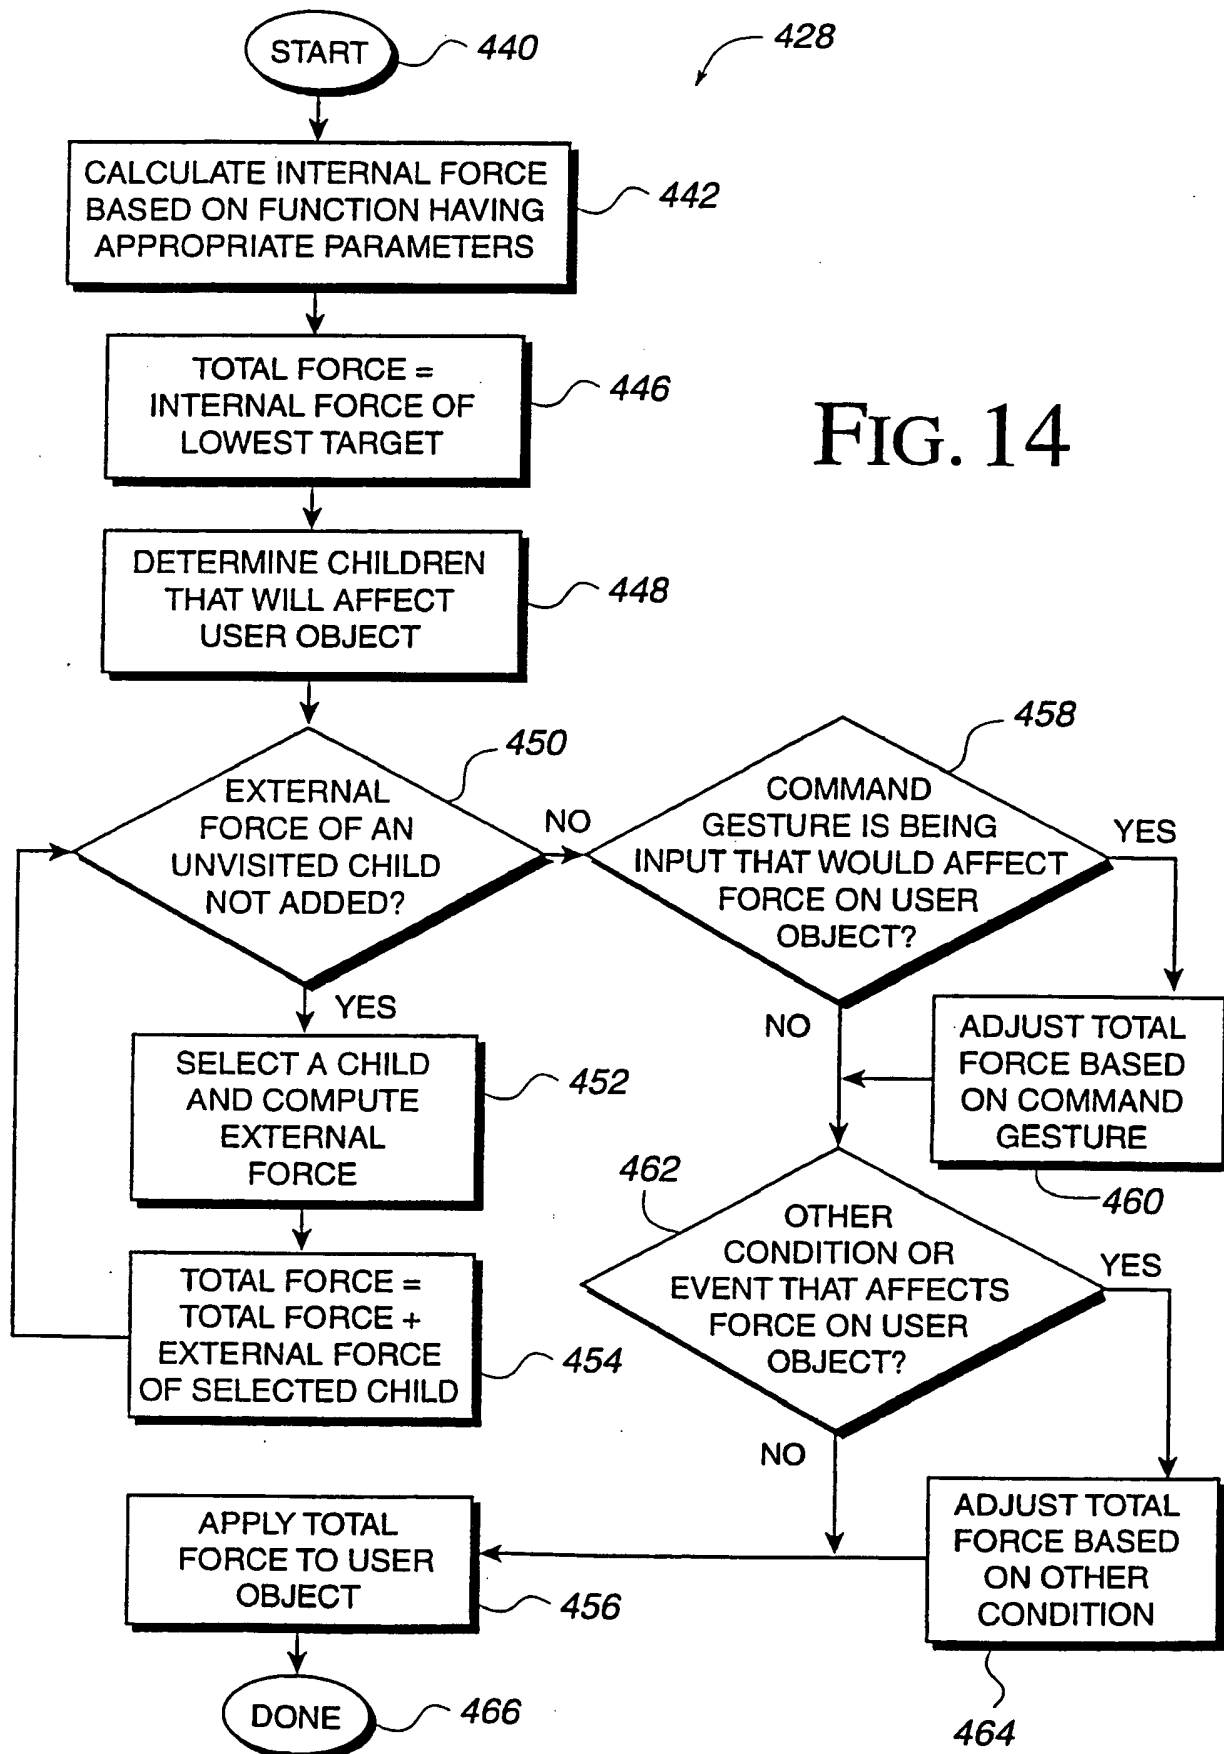 START
440
428
CALCULATE INTERNAL FORCE
BASED ON FUNCTION HAVING
APPROPRIATE PARAMETERS
442
TOTAL FORCE =
INTERNAL FORCE OF
LOWEST TARGET
446
FIG. 14
DETERMINE CHILDREN
THAT WILL AFFECT
USER OBJECT
448
EXTERNAL
FORCE OF AN
UNVISITED CHILD
NOT ADDED?
450
NO
YES
COMMAND
GESTURE IS BEING
INPUT THAT WOULD AFFECT
FORCE ON USER
OBJECT?
458
YES
NO
SELECT A CHILD
AND COMPUTE
EXTERNAL
FORCE
452
ADJUST TOTAL
FORCE BASED
ON COMMAND
GESTURE
460
TOTAL FORCE =
TOTAL FORCE +
EXTERNAL FORCE
OF SELECTED CHILD
454
462
OTHER
CONDITION OR
EVENT THAT AFFECTS
FORCE ON USER
OBJECT?
YES
NO
APPLY TOTAL
FORCE TO USER
OBJECT
456
ADJUST TOTAL
FORCE BASED
ON OTHER
CONDITION
464
DONE
466